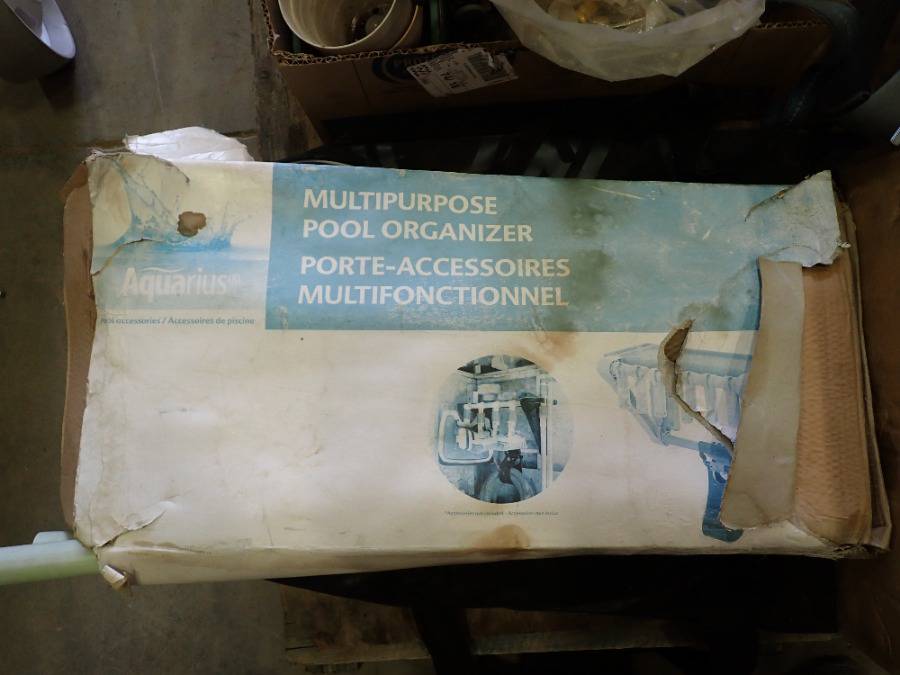 MULTIPURPOSE
POOL ORGANIZER
PORTE-ACCESSOIRES
MULTIFONCTIONNEL
Aquarius
accessories / Accessoires de piscine